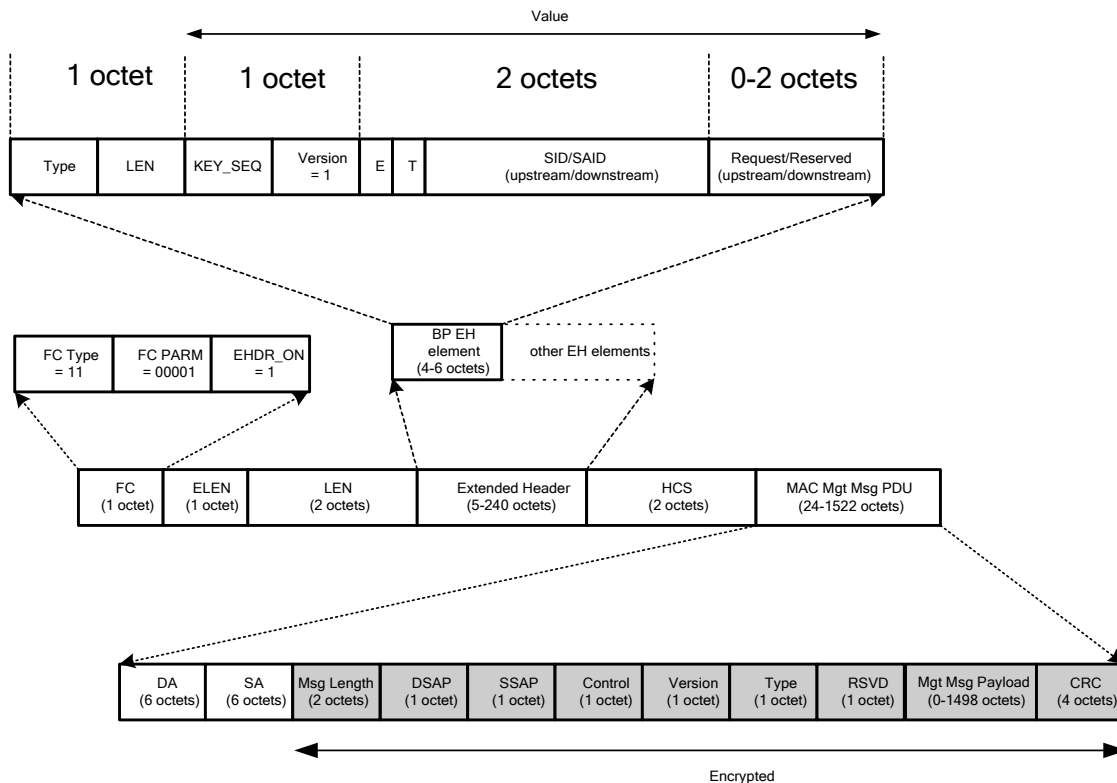 Value
1 octet
1 octet
2 octets
0-2 octets
Type
LEN
KEY_SEQ
Version
= 1
E
T
SID/SAID
(upstream/downstream)
Request/Reserved
(upstream/downstream)
BP EH
element
(4-6 octets)
other EH elements
FC Type
= 11
FC PARM
= 00001
EHDR_ON
= 1
FC
(1 octet)
ELEN
(1 octet)
LEN
(2 octets)
Extended Header
(5-240 octets)
HCS
(2 octets)
MAC Mgt Msg PDU
(24-1522 octets)
DA
(6 octets)
SA
(6 octets)
Msg Length
(2 octets)
DSAP
(1 octet)
SSAP
(1 octet)
Control
(1 octet)
Version
(1 octet)
Type
(1 octet)
RSVD
(1 octet)
Mgt Msg Payload
(0-1498 octets)
CRC
(4 octets)
Encrypted